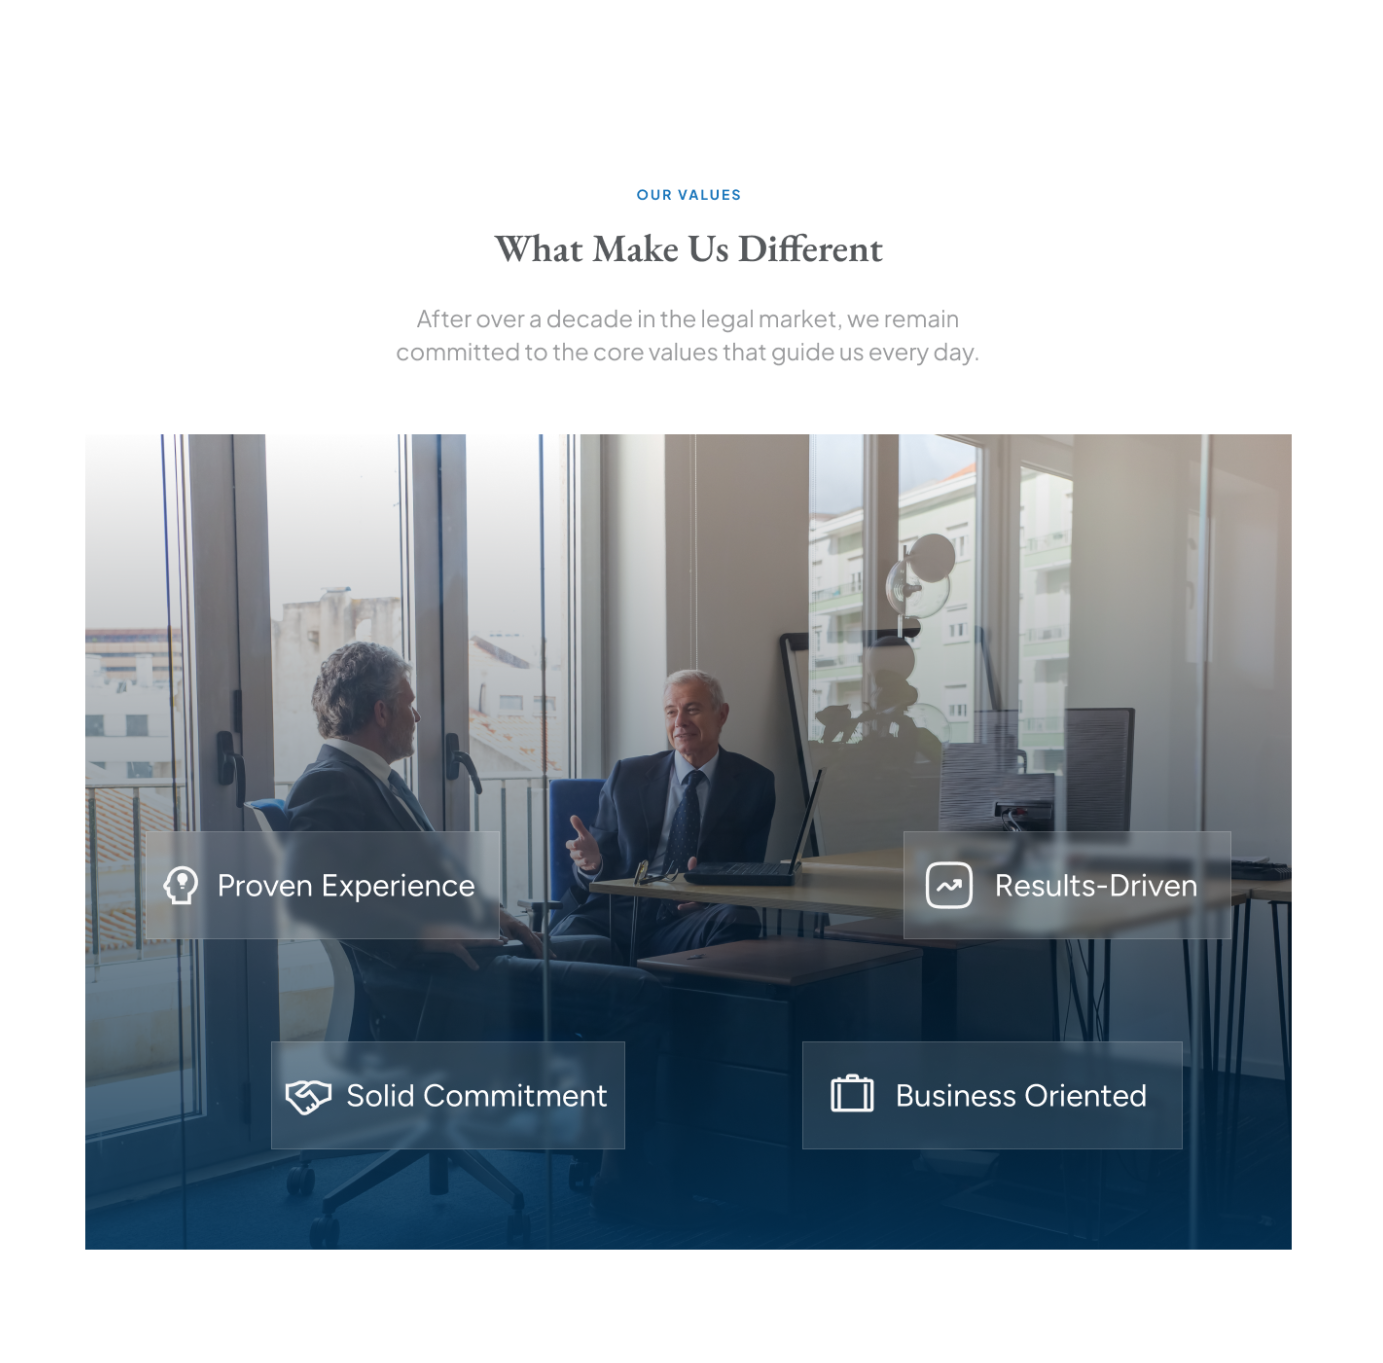 OUR VALUES
What Make Us Different
After over a decade in the legal market, we remain
committed to the core values that guide us every day.
Proven Experience
Results-Driven
Solid Commitment
Business Oriented